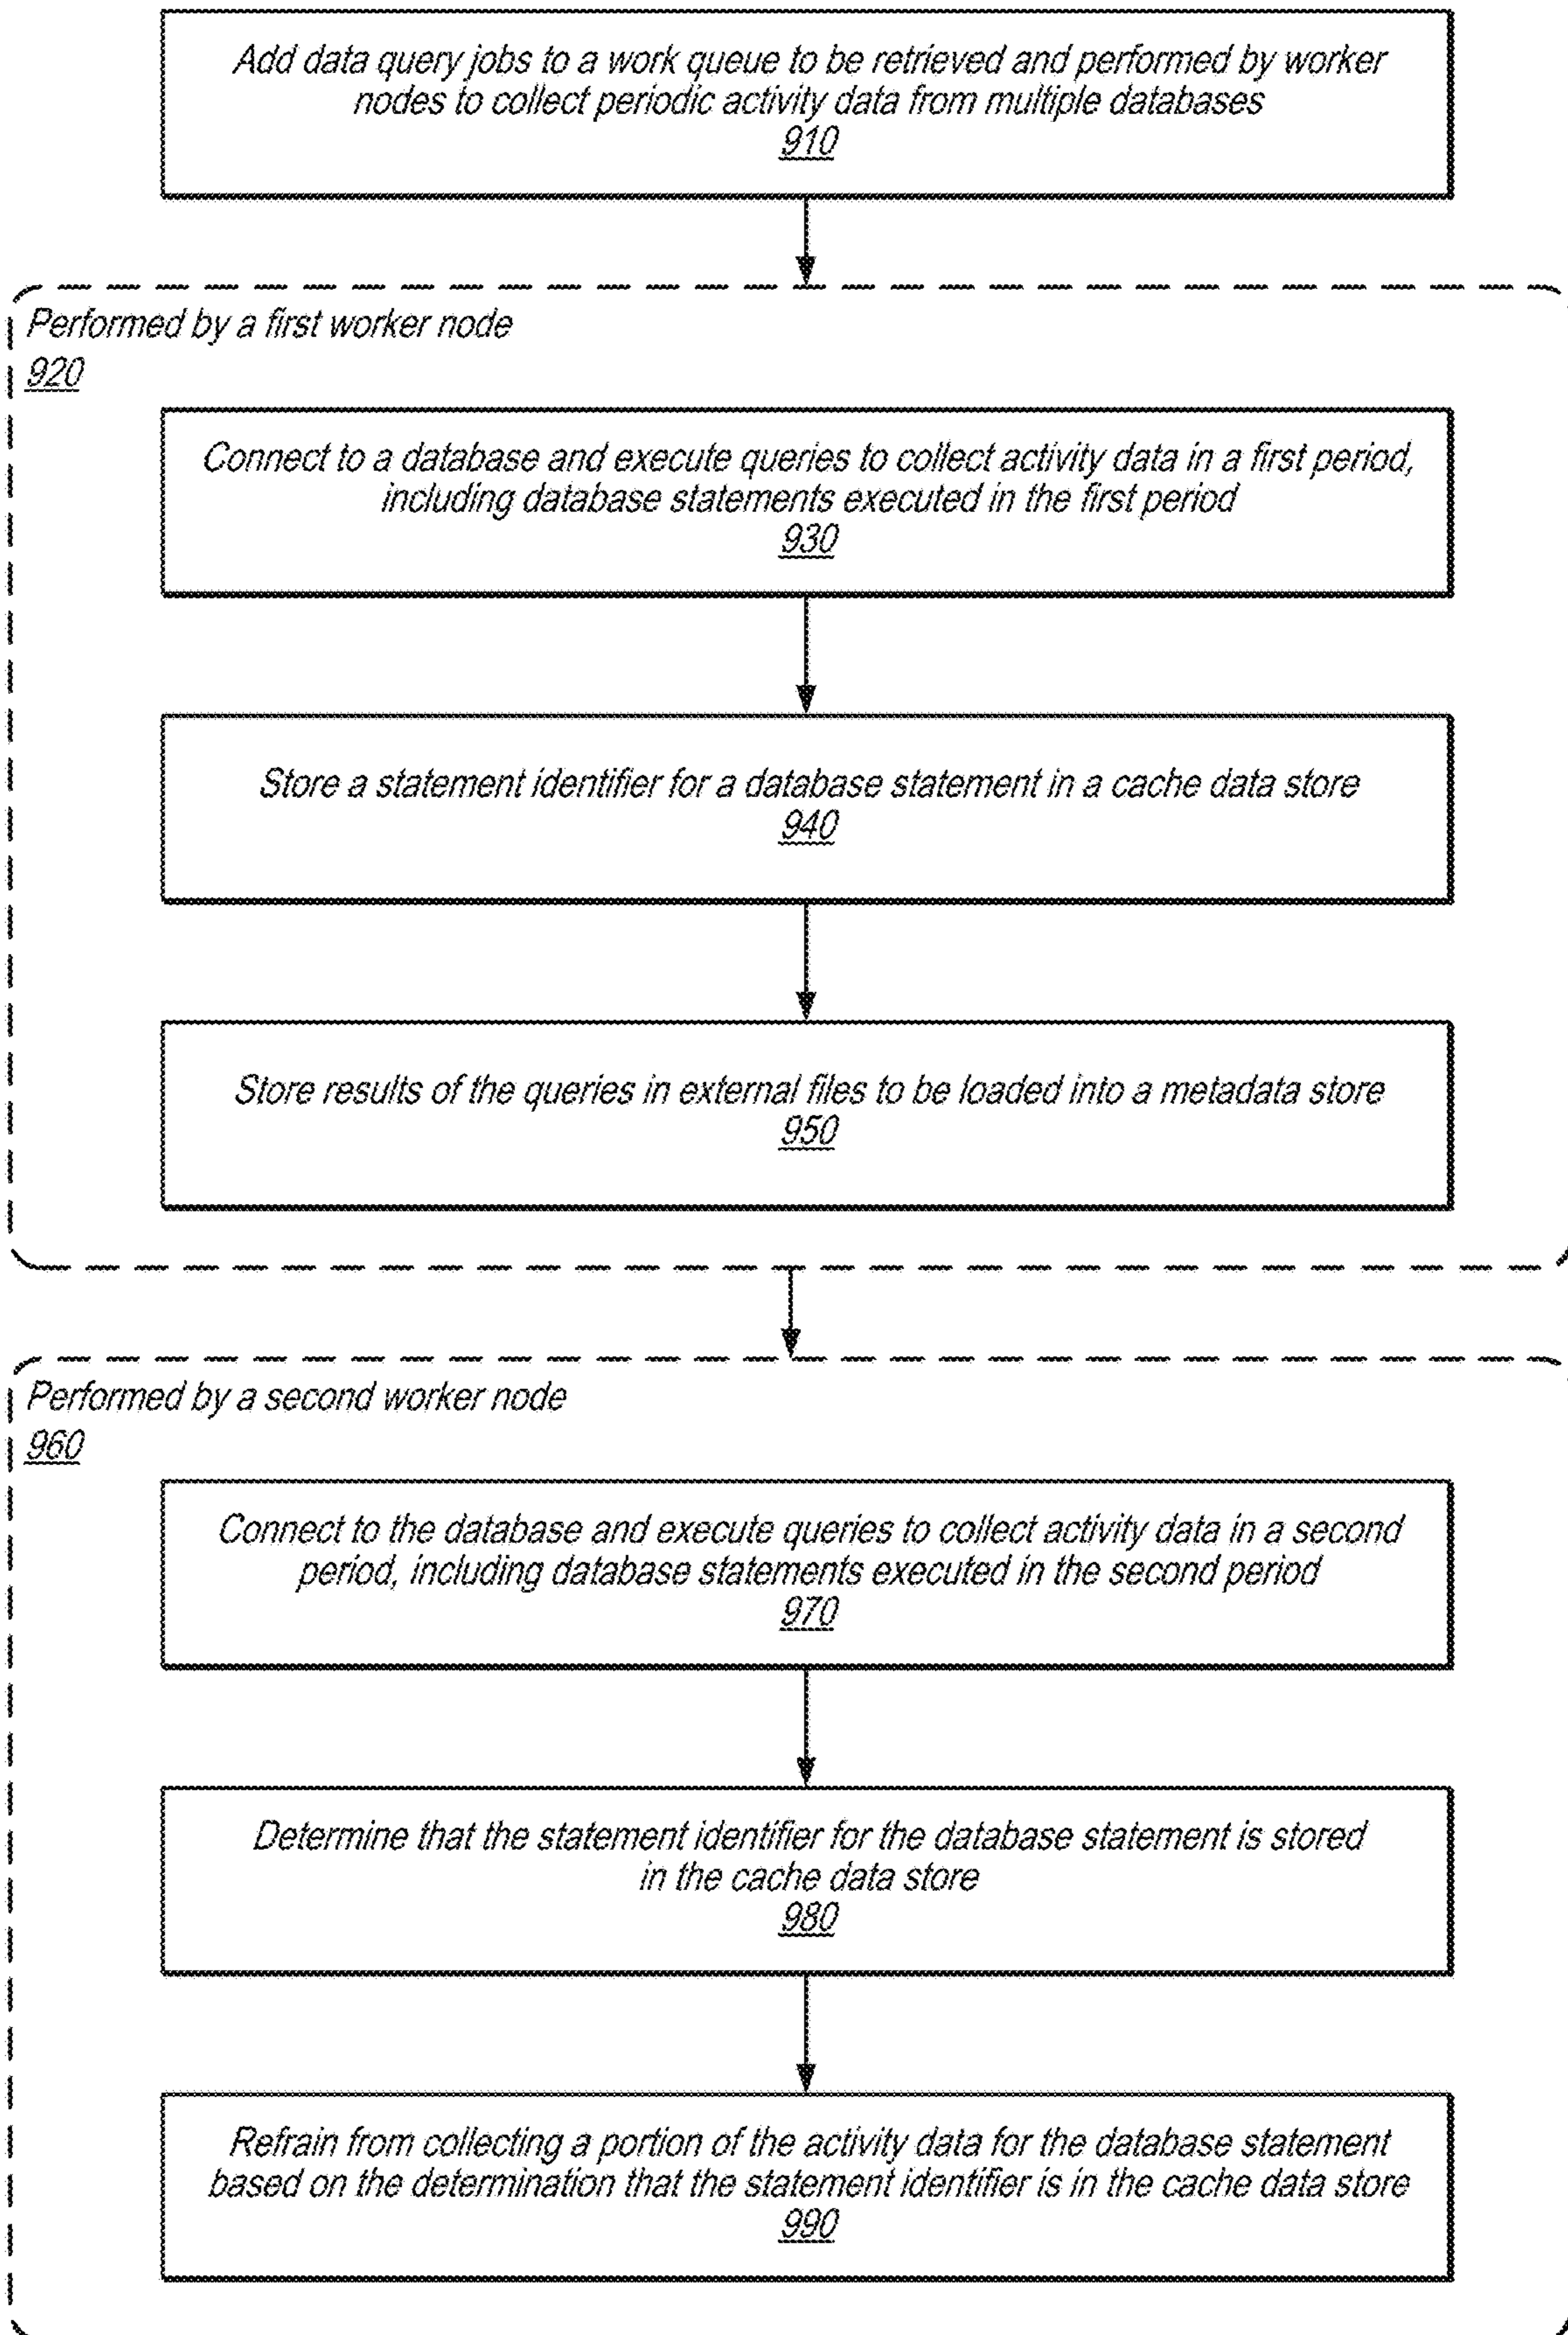 Add data query jobs to a work queue to be retrieved and performed by worker
nodes to collect periodic activity data from multiple databases
910
Performed by a first worker node
920
Connect to a database and execute queries to collect activity data in a first period,
including database statements executed in the first period
930
Store a statement identifier for a database statement in a cache data store
940
Store results of the queries in external files to be loaded into a metadata store
950
Performed by a second worker node
960
Connect to the database and execute queries to collect activity data in a second
period, including database statements executed in the second period
970
Determine that the statement identifier for the database statement is stored
in the cache data store
980
Refrain from collecting a portion of the activity data for the database statement
based on the determination that the statement identifier is in the cache data store
990